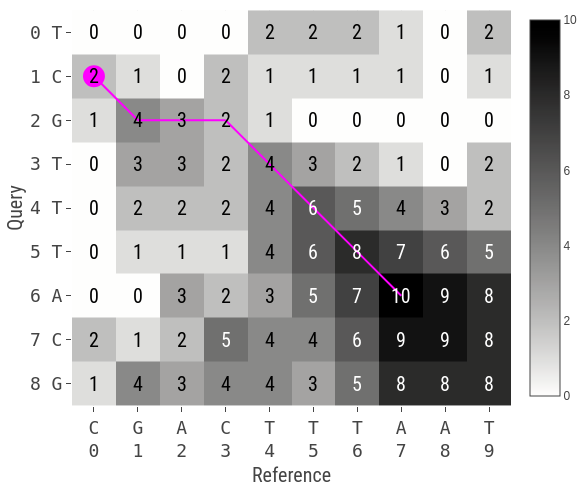 0 T 0 0 0 0 2 2 2 1 0 2
1 C 2 1 0 2 1 1 1 1 0 1
2 G 1 4 3 2 1 0 0 0 0 0
3 T 0 3 3 2 4 3 2 1 0 2
4 T 0 2 2 2 4 6 5 4 3 2
5 T 0 1 1 1 4 6 8 7 6 5
6 A 0 0 3 2 3 5 7 10 9 8
7 C 2 1 2 5 4 4 6 9 9 8
8 G 1 4 3 4 4 3 5 8 8 8
C G A C T T T A A T
0 1 2 3 4 5 6 7 8 9
Reference
Query
10
8
6
4
2
0